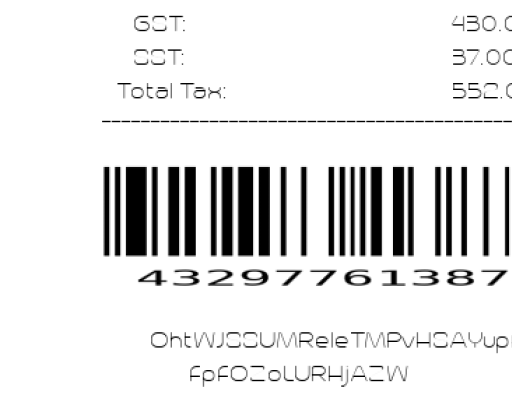 GST: 430.0
SST: 37.00
Total Tax: 552.0
--------------------------------------------------
43297761387
OhtWJSSUMReleTMPvHSAYup
FpFOZoLURHjAZW